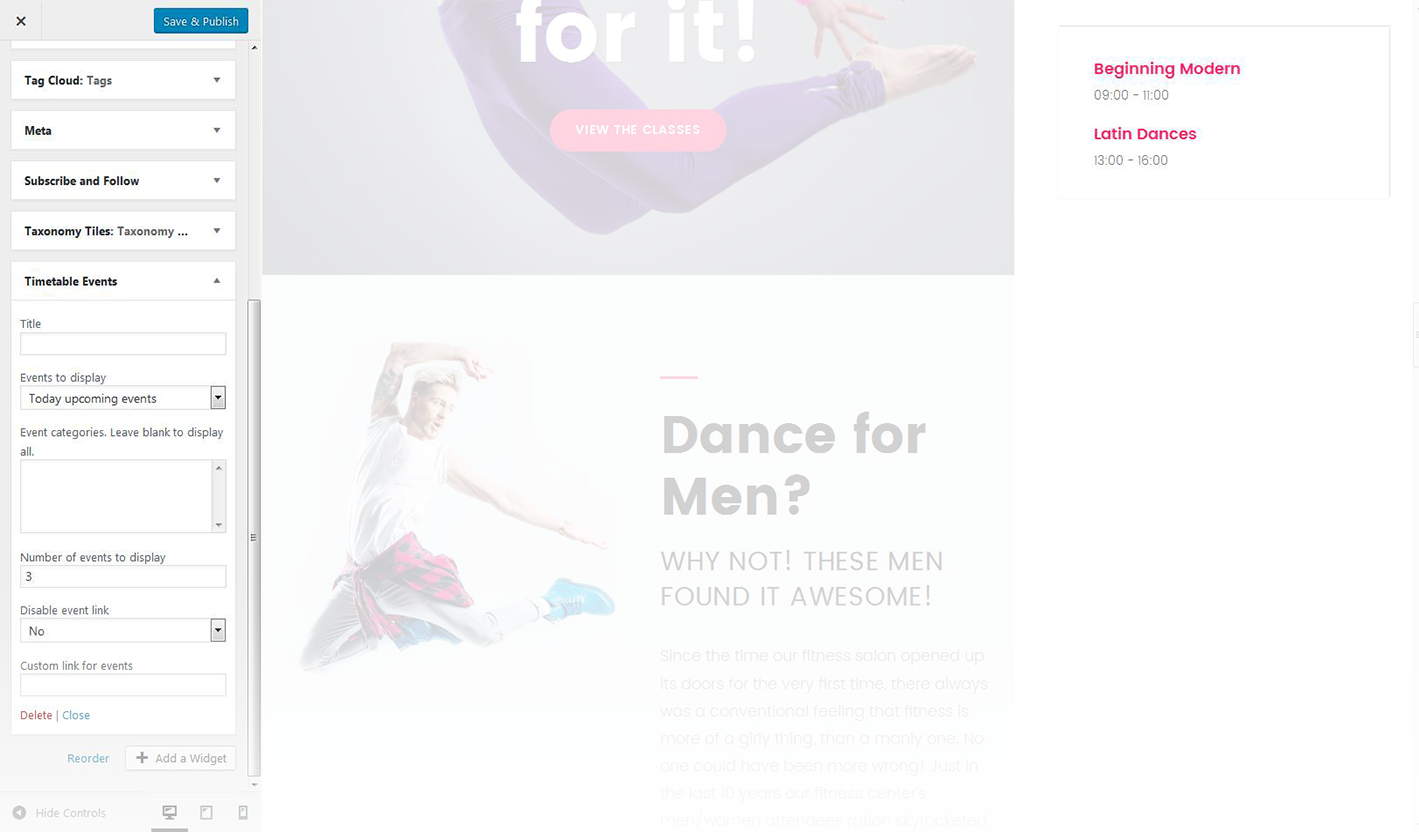 Save & Publish
Tag Cloud: Tags
Meta
Subscribe and Follow
Taxonomy Tiles: Taxonomy ...
Timetable Events
Title
Events to display
Today upcoming events
Event categories. Leave blank to display
all.
Number of events to display
3
Disable event link
No
Custom link for events
Delete | Close
Reorder
Add a Widget
Hide Controls
for it!
VIEW THE CLASSES
Dance for
Men?
WHY NOT! THESE MEN
FOUND IT AWESOME!
Since the time our fitness salon opened up
its doors for the very first time, there always
was a conventional feeling that fitness is
more of a girly thing, than a manly one. No
one could have been more wrong! Just in
the last 10 years our fitness center's
men/women attendees ration skyrocketed
Beginning Modern
09:00 - 11:00
Latin Dances
13:00 - 16:00